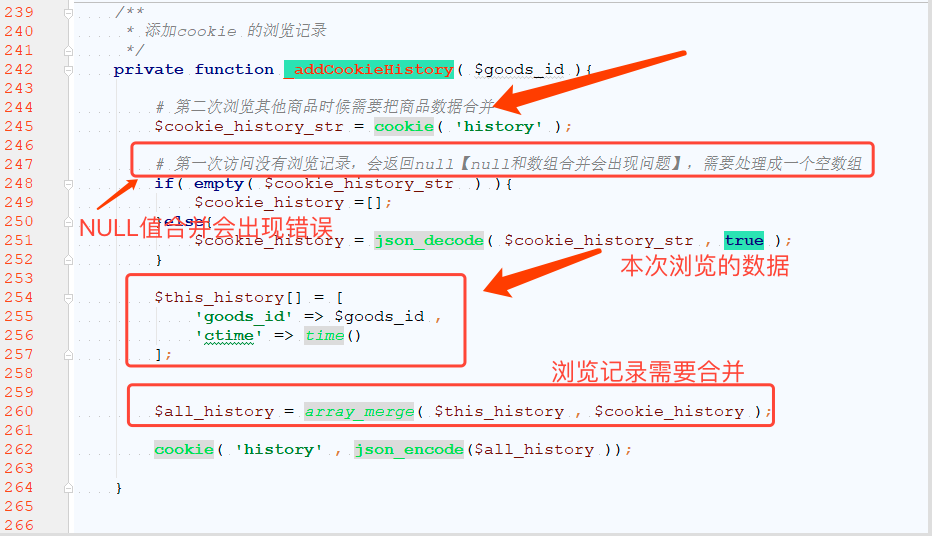 239 /**
240 * 添加cookie 的浏览记录
241 */
242 private function _addCookieHistory( $goods_id ){
243
244 # 第二次浏览其他商品时候需要把商品数据合并
245 $cookie_history_str = cookie( 'history' );
246
247 # 第一次访问没有浏览记录，会返回null【null和数组合并会出现问题】，需要处理成一个空数组
248 if( empty( $cookie_history_str ) ){
249 $cookie_history =[];
NULL值合并会出现错误
250 }else{
251 $cookie_history = json_decode( $cookie_history_str , true );
252 }
本次浏览的数据
253
254 $this_history[] = [
255 'goods_id' => $goods_id ,
256 'ctime' => time()
257 ];
258
浏览记录需要合并
259
260 $all_history = array_merge( $this_history , $cookie_history );
261
262 cookie( 'history' , json_encode($all_history ));
263
264 }
265
266